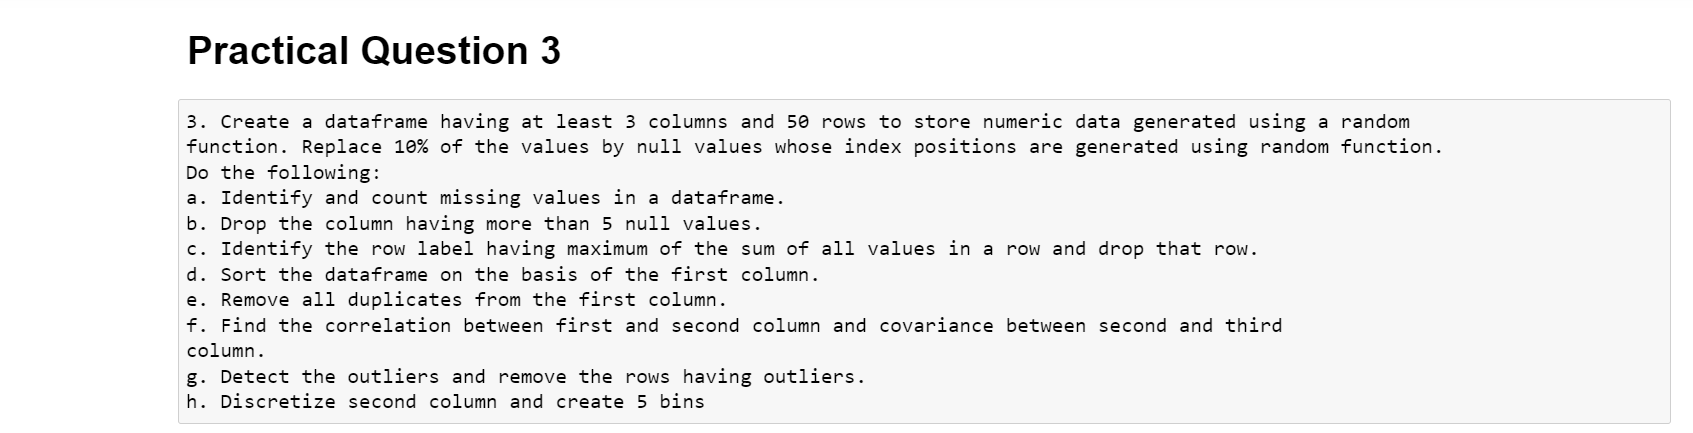 Practical Question 3
3. Create a dataframe having at least 3 columns and 50 rows to store numeric data generated using a random
function. Replace 10% of the values by null values whose index positions are generated using random function.
Do the following:
a. Identify and count missing values in a dataframe.
b. Drop the column having more than 5 null values.
c. Identify the row label having maximum of the sum of all values in a row and drop that row.
d. Sort the dataframe on the basis of the first column.
e. Remove all duplicates from the first column.
f. Find the correlation between first and second column and covariance between second and third
column.
g. Detect the outliers and remove the rows having outliers.
h. Discretize second column and create 5 bins